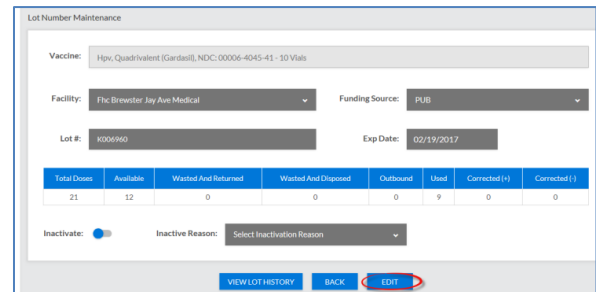 Lot Number Maintenance
Vaccine: Hpv, Quadrivalent (Gardasil), NDC: 00006-4045-41 - 10 Vials
Facility: Fhc Brewster Jay Ave Medical Funding Source: PUB
Lot #: K006960 Exp Date: 02/19/2017
Total Doses Available Wasted And Returned Wasted And Disposed Outbound Used Corrected (+) Corrected (-)
21 12 0 0 0 9 0 0
Inactivate: Inactive Reason: Select Inactivation Reason
VIEW LOT HISTORY BACK EDIT